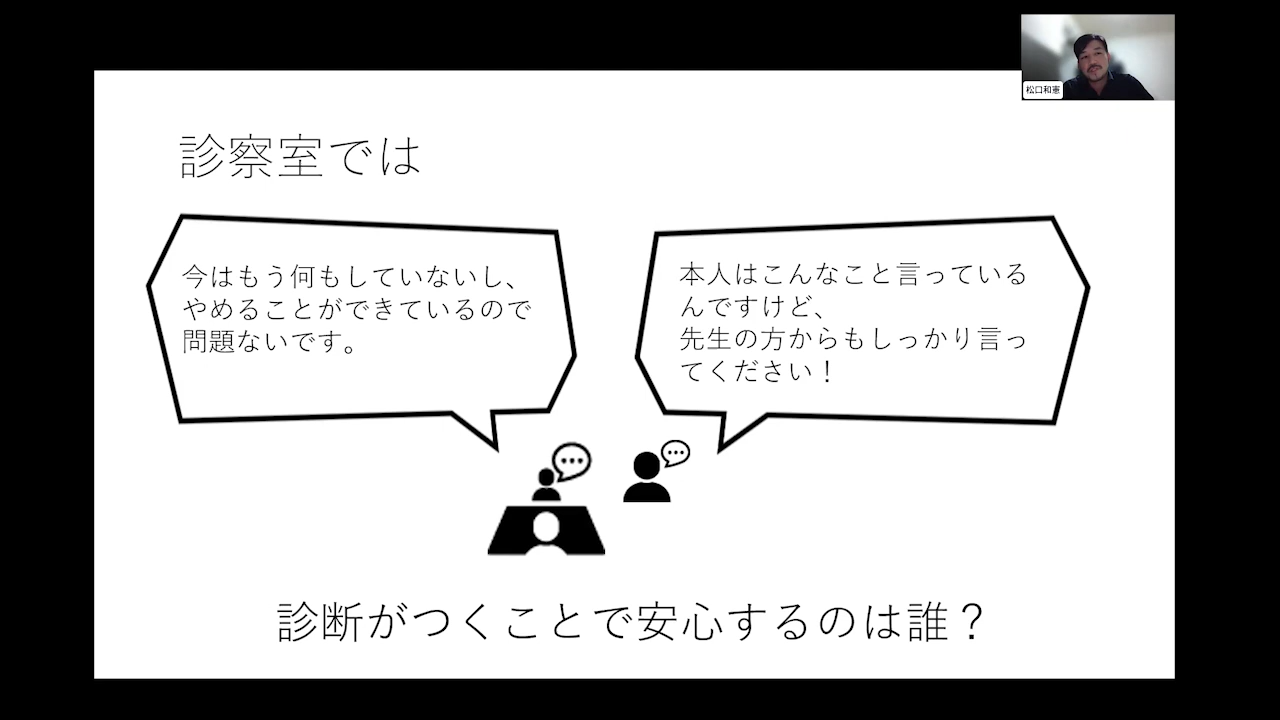 松口和憲
診察室では
今はもう何もしていないし、
やめることができているので
問題ないです。
本人はこんなこと言っている
んですけど、
先生の方からもしっかり言っ
てください！
診断がつくことで安心するのは誰？